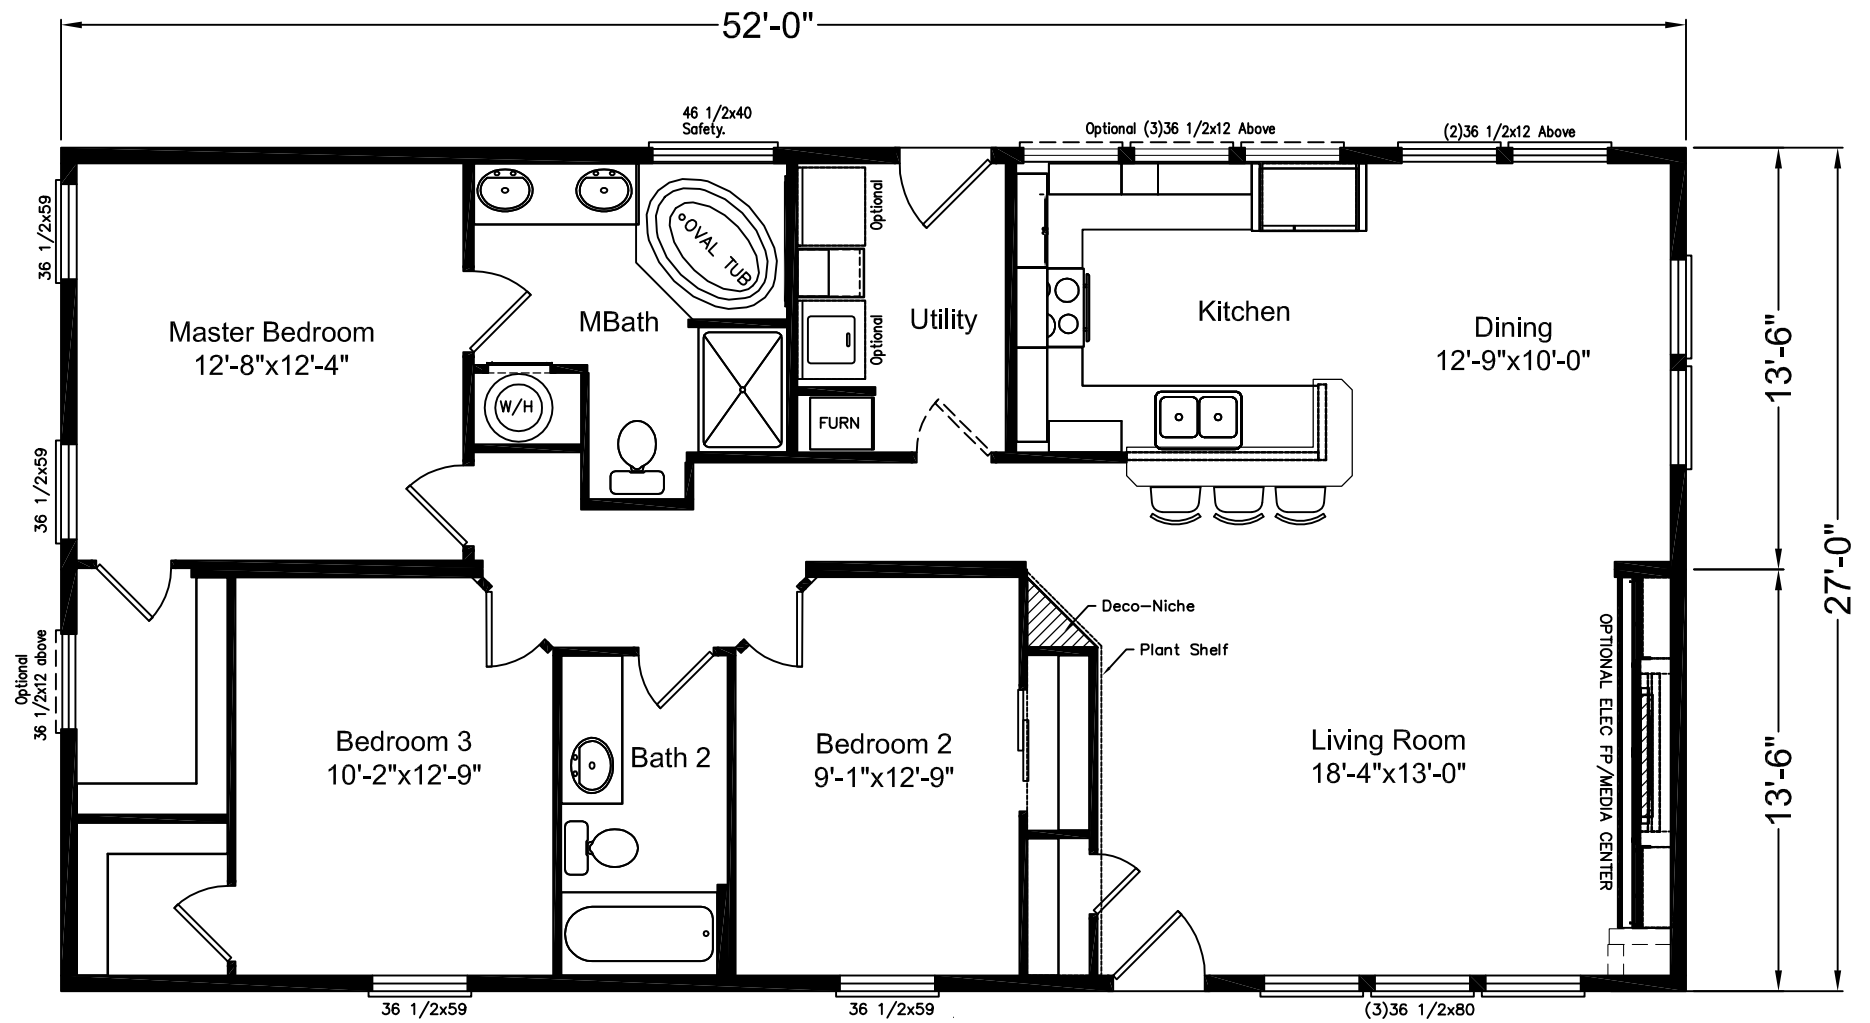 52'-0"
46 1/2x40
Safety.
Optional (3)36 1/2x12 Above
(2)36 1/2x12 Above
36 1/2x59
Optional
OVAL TUB
Master Bedroom
12'-8"x12'-4"
MBath
Utility
Kitchen
Dining
12'-9"x10'-0"
13'-6"
Optional
W/H
FURN
36 1/2x59
27'-0"
Deco-Niche
Plant Shelf
Optional
36 1/2x12 above
Bedroom 3
10'-2"x12'-9"
Bath 2
Bedroom 2
9'-1"x12'-9"
Living Room
18'-4"x13'-0"
OPTIONAL ELEC FP/MEDIA CENTER
13'-6"
36 1/2x59
36 1/2x59
(3)36 1/2x80